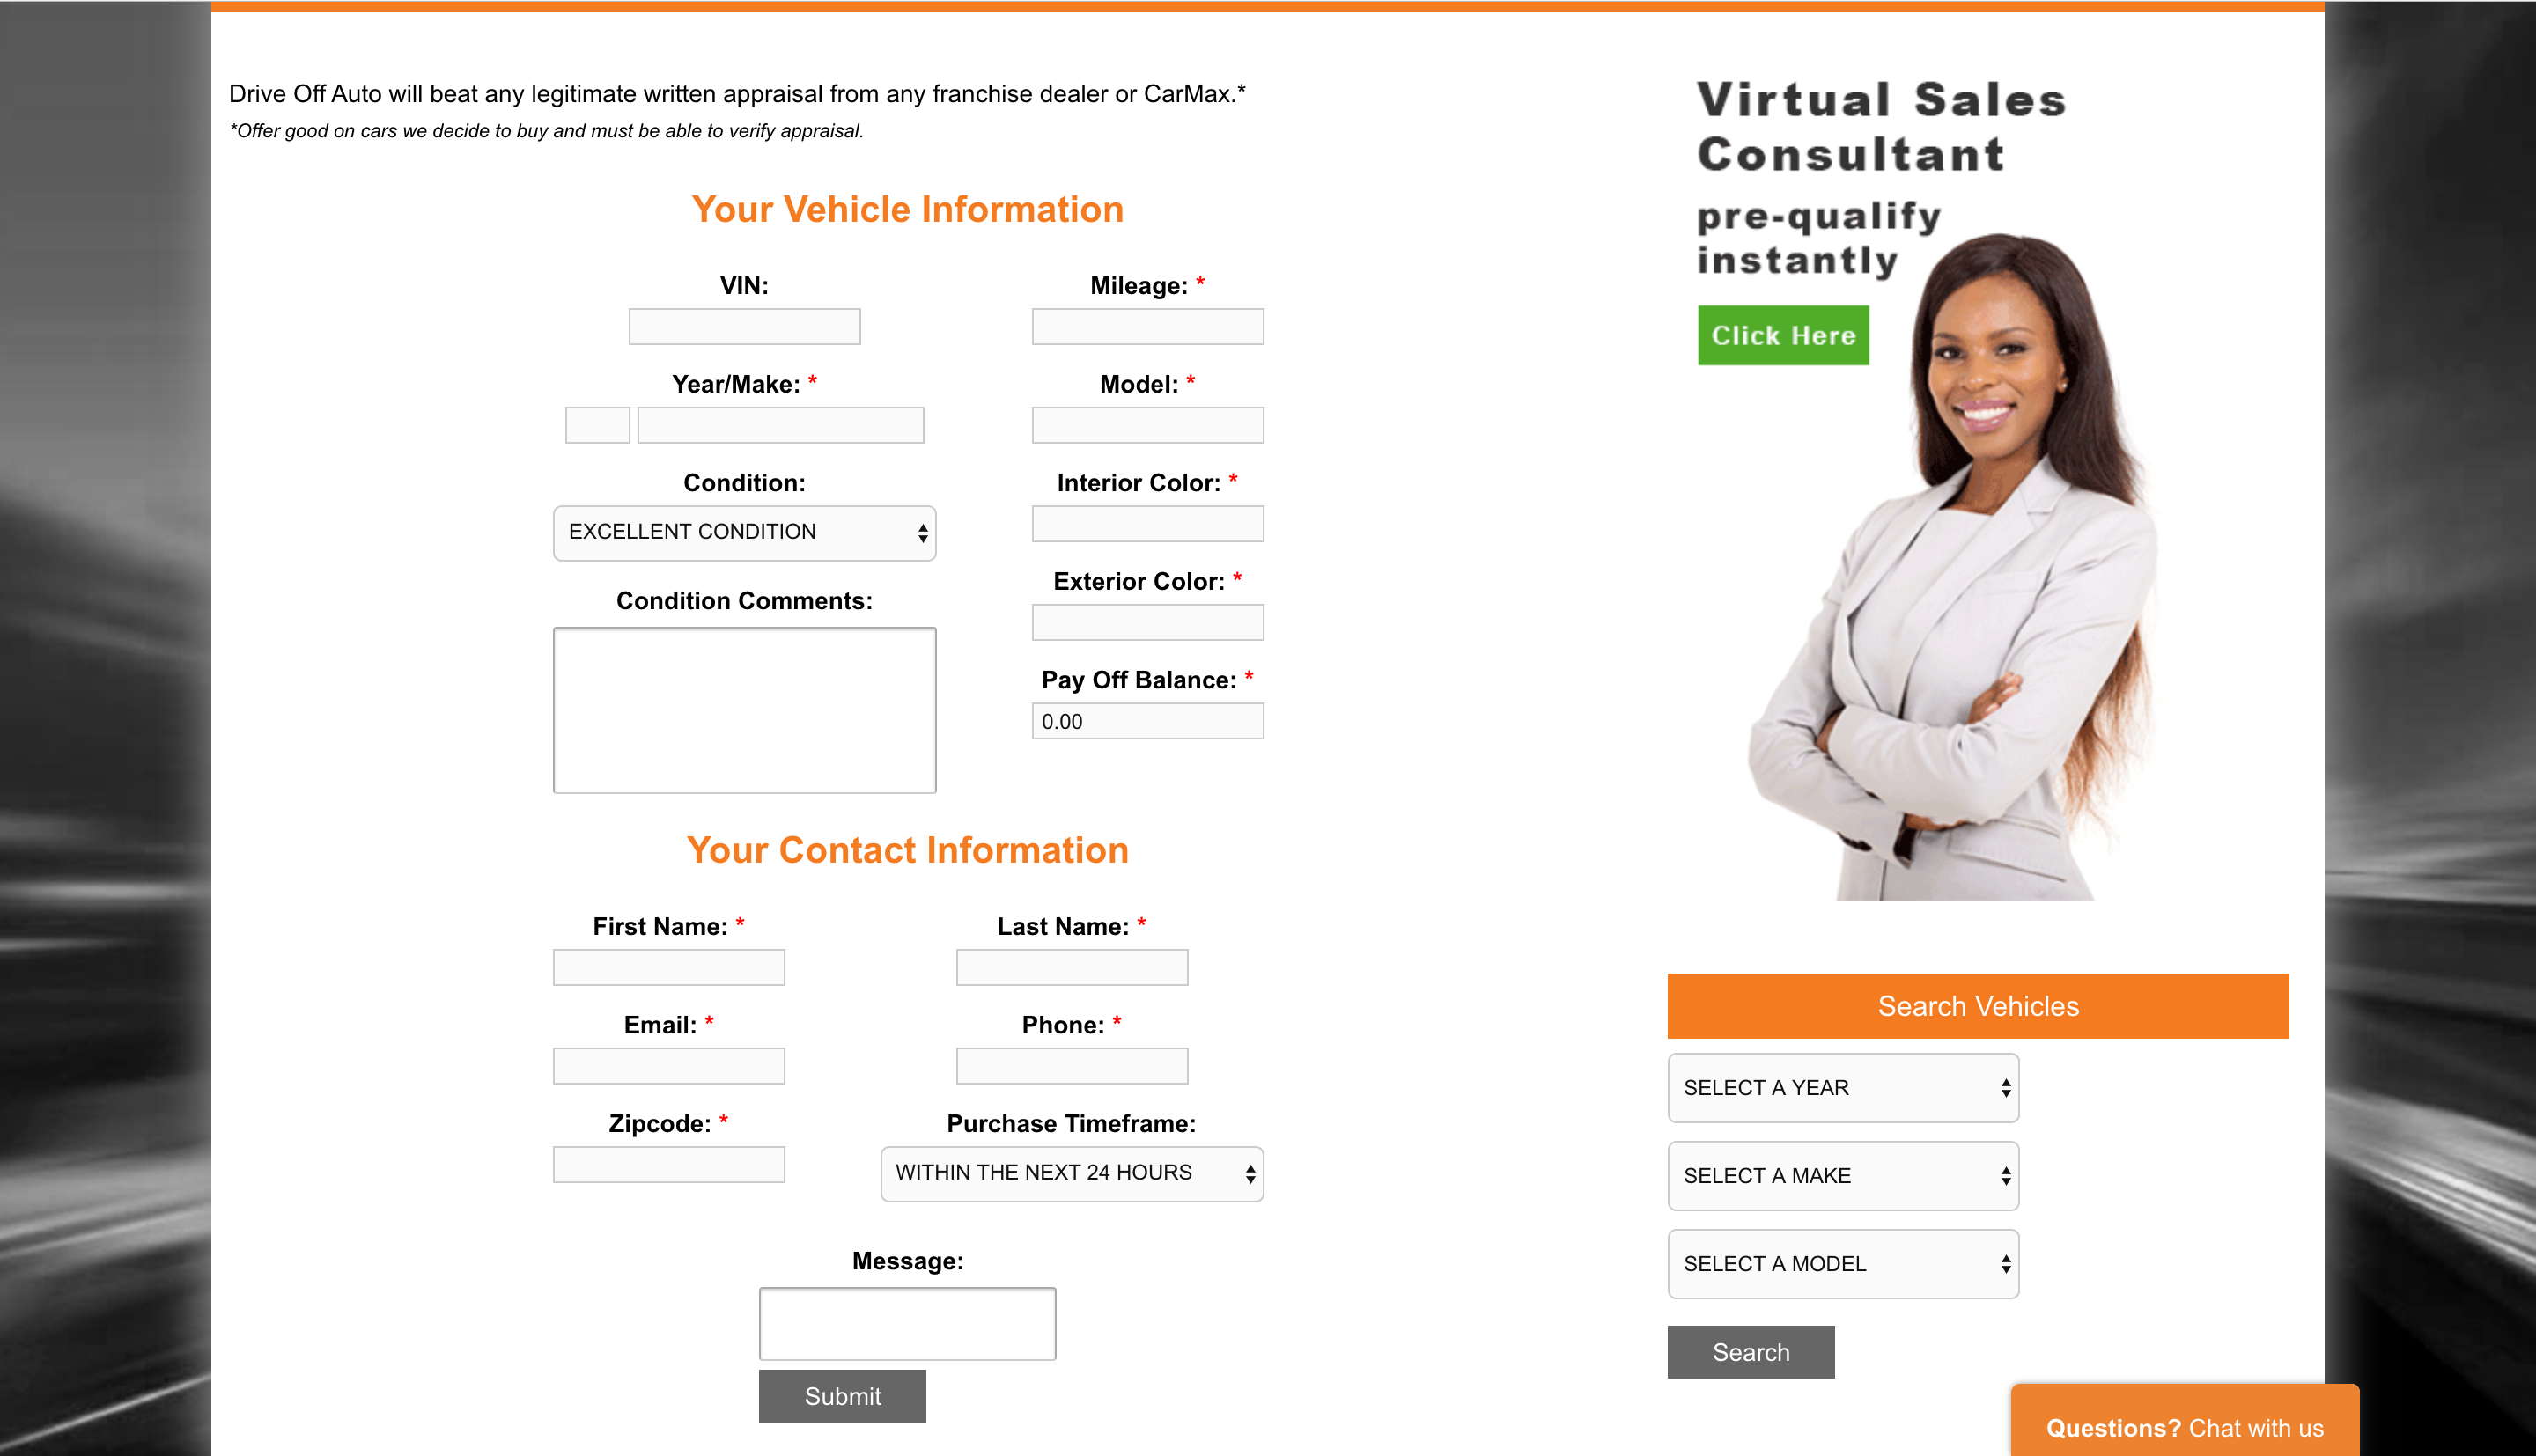 Drive Off Auto will beat any legitimate written appraisal from any franchise dealer or CarMax.*
*Offer good on cars we decide to buy and must be able to verify appraisal.
Your Vehicle Information
VIN:
Mileage: *
Year/Make: *
Model: *
Condition:
EXCELLENT CONDITION
Interior Color: *
Exterior Color: *
Condition Comments:
Pay Off Balance: *
0.00
Your Contact Information
First Name: *
Last Name: *
Email: *
Phone: *
Zipcode: *
Purchase Timeframe:
WITHIN THE NEXT 24 HOURS
Message:
Submit
Virtual Sales
Consultant
pre-qualify
instantly
Click Here
Search Vehicles
SELECT A YEAR
SELECT A MAKE
SELECT A MODEL
Search
Questions? Chat with us